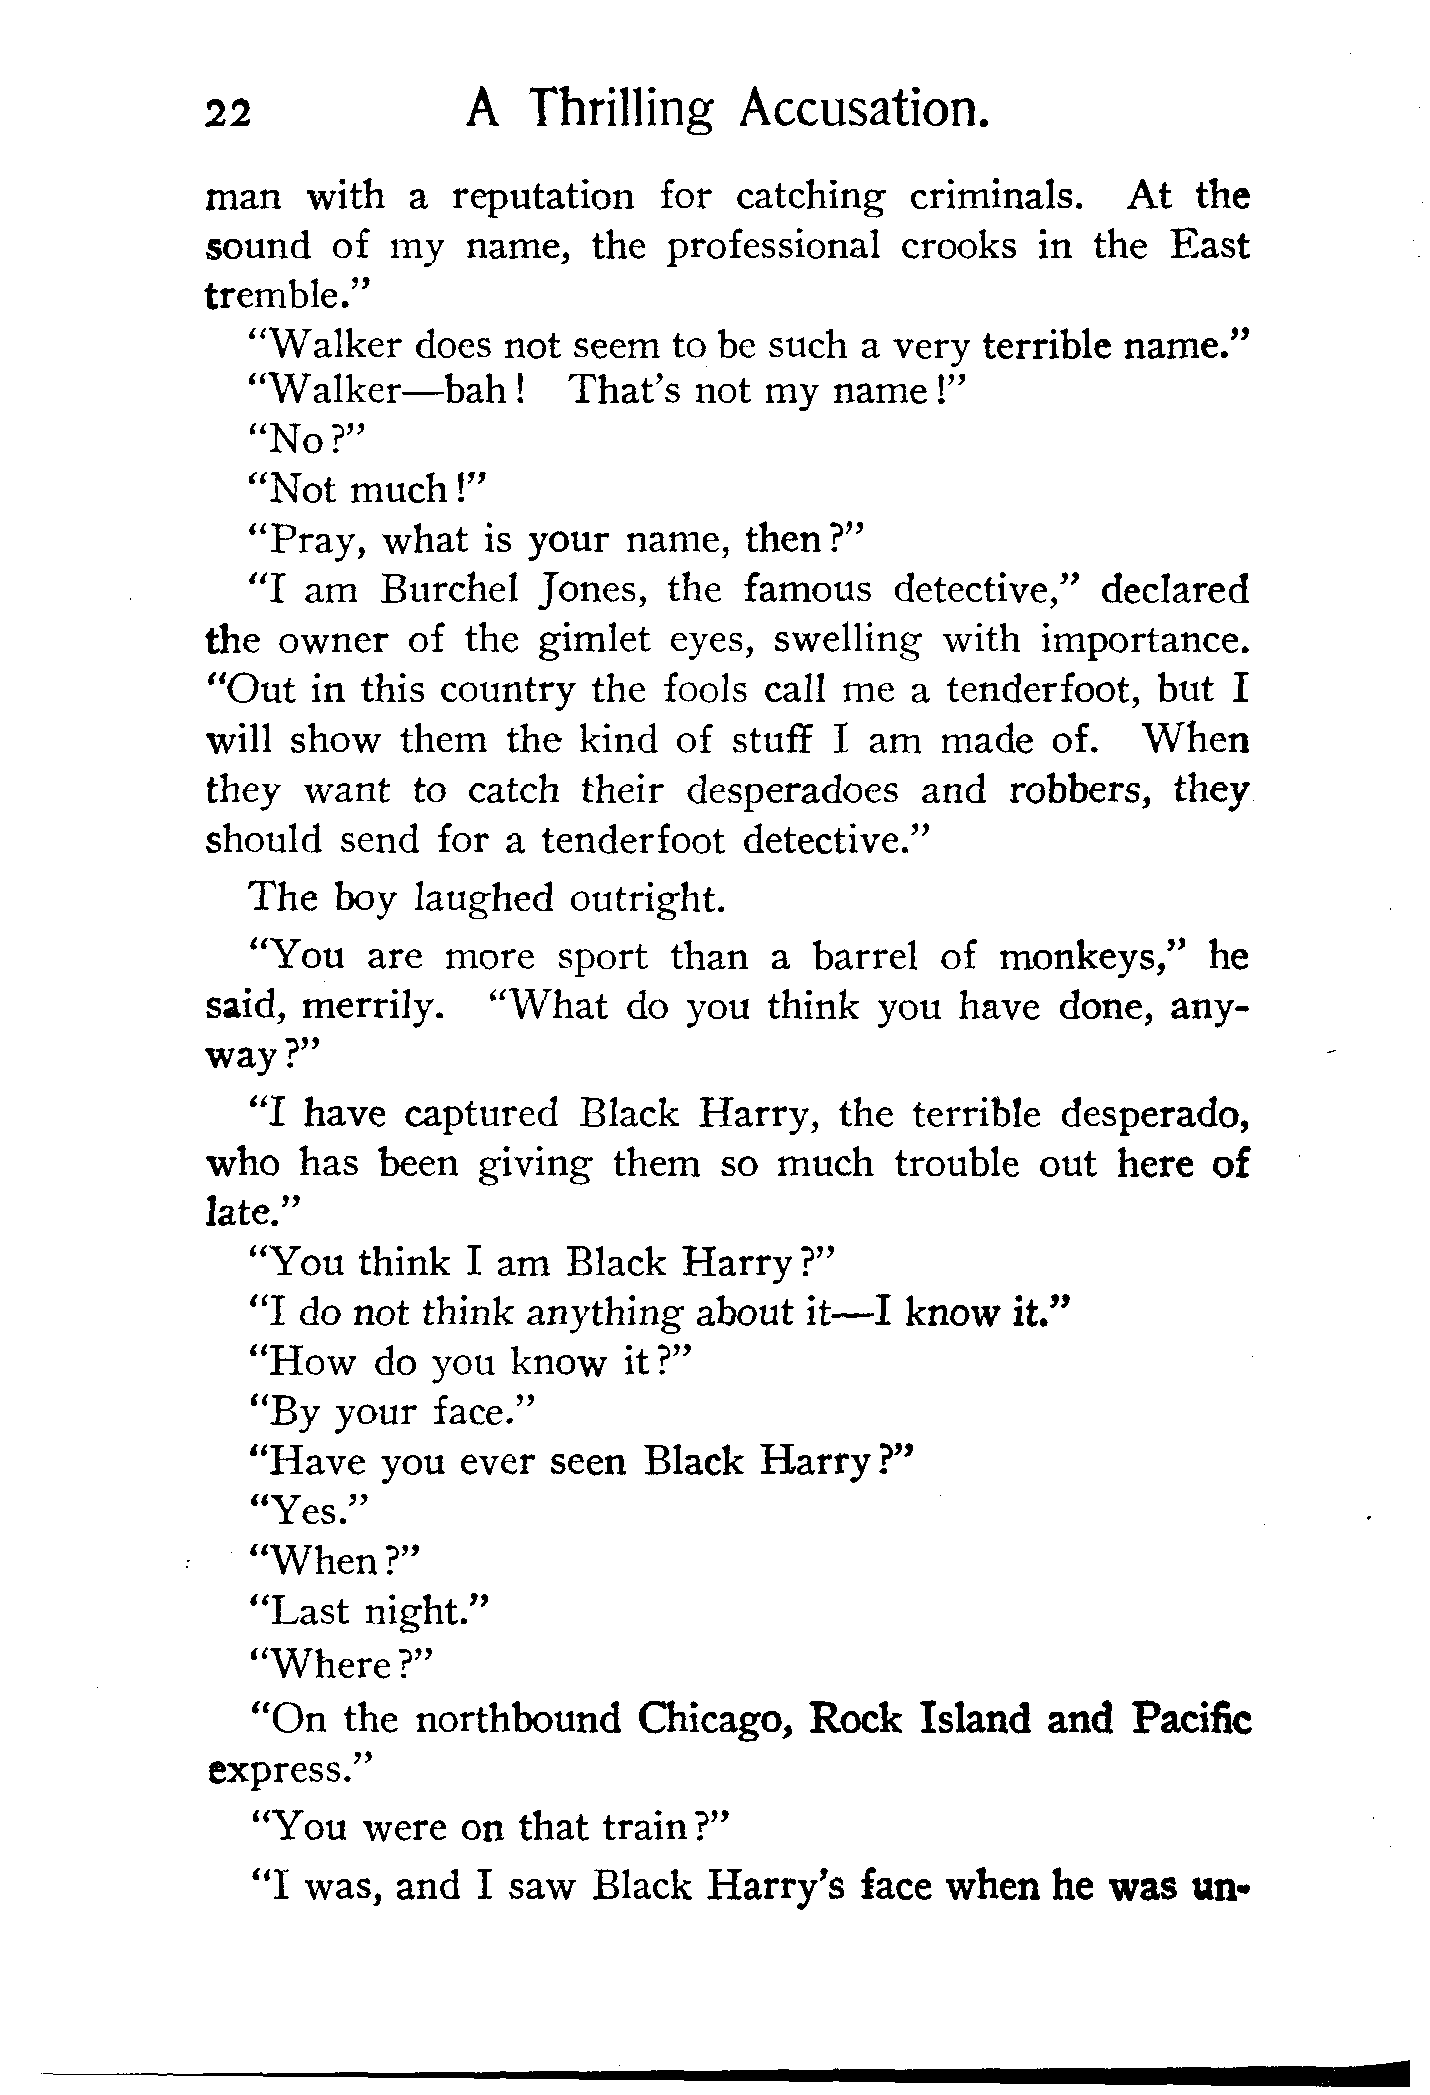 22 A Thrilling Accusation.
man with a reputation for catching criminals. At the
sound of my name, the professional crooks in the East
tremble.”
“Walker does not seem to be such a very terrible name.”
“Walker—bah! That’s not my name!”
“No?”
“Not much!”
“Pray, what is your name, then?”
“I am Burchel Jones, the famous detective,” declared
the owner of the gimlet eyes, swelling with importance.
“Out in this country the fools call me a tenderfoot, but I
will show them the kind of stuff I am made of. When
they want to catch their desperadoes and robbers, they
should send for a tenderfoot detective.”
The boy laughed outright.
“You are more sport than a barrel of monkeys,” he
said, merrily. “What do you think you have done, any-
way?”
“I have captured Black Harry, the terrible desperado,
who has been giving them so much trouble out here of
late.”
“You think I am Black Harry?”
“I do not think anything about it—I know it.”
“How do you know it?”
“By your face.”
“Have you ever seen Black Harry?”
“Yes.”
“When?”
“Last night.”
“Where?”
“On the northbound Chicago, Rock Island and Pacific
express.”
“You were on that train?”
“I was, and I saw Black Harry’s face when he was un-